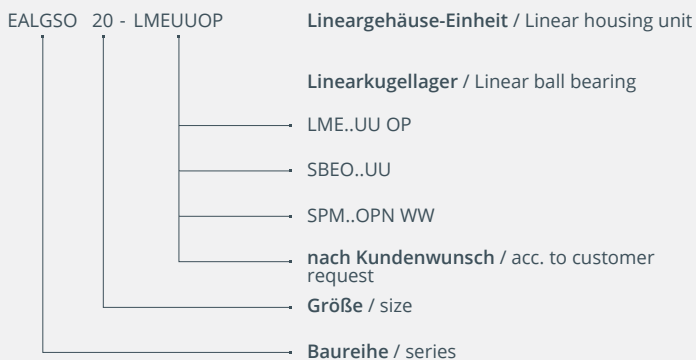 EALGSO 20 - LMEUUOP Lineargehäuse-Einheit / Linear housing unit
Linearkugellager / Linear ball bearing
LME..UU OP
SBEO..UU
SPM..OPN WW
nach Kundenwunsch / acc. to customer
request
Größe / size
Baureihe / series